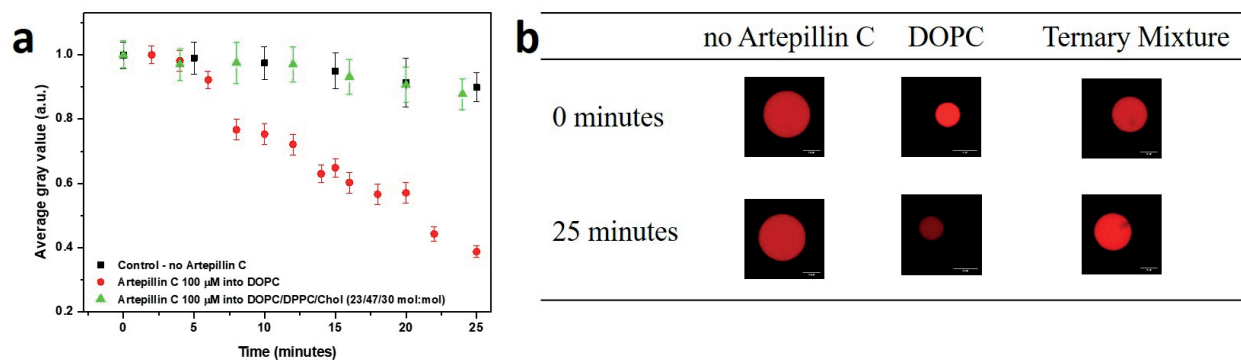 a
1.0
0.8
0.6
0.4
0.2
Average gray value (a.u.)
Control - no Artepillin C
Artepillin C 100 μM into DOPC
Artepillin C 100 μM into DOPC/DPPC/Chol (23/47/30 mol:mol)
0 5 10 15 20 25
Time (minutes)
b
no Artepillin C DOPC Ternary Mixture
0 minutes
25 minutes